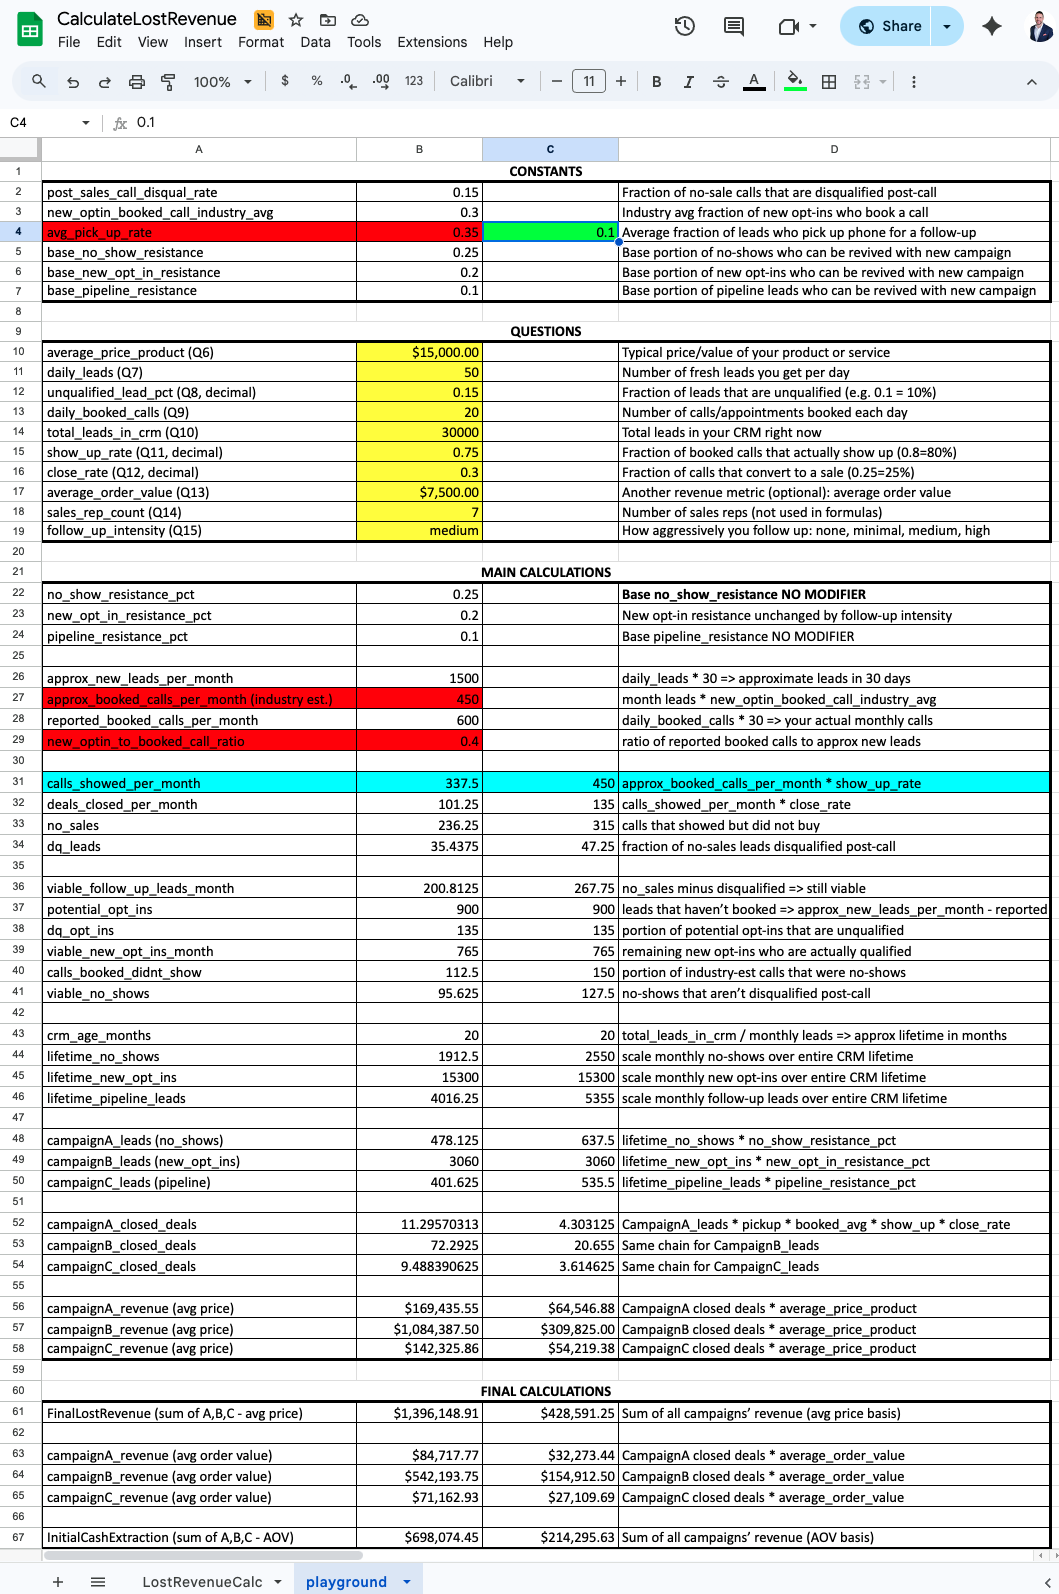 CalculateLostRevenue
File Edit View Insert Format Data Tools Extensions Help
Share
100% $ % .0 .00 123 Calibri 11 B I S A
C4 fx 0.1
A B C D
1 CONSTANTS
2 post_sales_call_disqual_rate 0.15 Fraction of no-sale calls that are disqualified post-call
3 new_optin_booked_call_industry_avg 0.3 Industry avg fraction of new opt-ins who book a call
4 avg_pick_up_rate 0.35 0.1 Average fraction of leads who pick up phone for a follow-up
5 base_no_show_resistance 0.25 Base portion of no-shows who can be revived with new campaign
6 base_new_opt_in_resistance 0.2 Base portion of new opt-ins who can be revived with new campaign
7 base_pipeline_resistance 0.1 Base portion of pipeline leads who can be revived with new campaign
8
9 QUESTIONS
10 average_price_product (Q6) $15,000.00 Typical price/value of your product or service
11 daily_leads (Q7) 50 Number of fresh leads you get per day
12 unqualified_lead_pct (Q8, decimal) 0.15 Fraction of leads that are unqualified (e.g. 0.1 = 10%)
13 daily_booked_calls (Q9) 20 Number of calls/appointments booked each day
14 total_leads_in_crm (Q10) 30000 Total leads in your CRM right now
15 show_up_rate (Q11, decimal) 0.75 Fraction of booked calls that actually show up (0.8=80%)
16 close_rate (Q12, decimal) 0.3 Fraction of calls that convert to a sale (0.25=25%)
17 average_order_value (Q13) $7,500.00 Another revenue metric (optional): average order value
18 sales_rep_count (Q14) 7 Number of sales reps (not used in formulas)
19 follow_up_intensity (Q15) medium How aggressively you follow up: none, minimal, medium, high
20
21 MAIN CALCULATIONS
22 no_show_resistance_pct 0.25 Base no_show_resistance NO MODIFIER
23 new_opt_in_resistance_pct 0.2 New opt-in resistance unchanged by follow-up intensity
24 pipeline_resistance_pct 0.1 Base pipeline_resistance NO MODIFIER
25
26 approx_new_leads_per_month 1500 daily_leads * 30 => approximate leads in 30 days
27 approx_booked_calls_per_month (industry est.) 450 month leads * new_optin_booked_call_industry_avg
28 reported_booked_calls_per_month 600 daily_booked_calls * 30 => your actual monthly calls
29 new_optin_to_booked_call_ratio 0.4 ratio of reported booked calls to approx new leads
30
31 calls_showed_per_month 337.5 450 approx_booked_calls_per_month * show_up_rate
32 deals_closed_per_month 101.25 135 calls_showed_per_month * close_rate
33 no_sales 236.25 315 calls that showed but did not buy
34 dq_leads 35.4375 47.25 fraction of no-sales leads disqualified post-call
35
36 viable_follow_up_leads_month 200.8125 267.75 no_sales minus disqualified => still viable
37 potential_opt_ins 900 900 leads that haven’t booked => approx_new_leads_per_month - reported
38 dq_opt_ins 135 135 portion of potential opt-ins that are unqualified
39 viable_new_opt_ins_month 765 765 remaining new opt-ins who are actually qualified
40 calls_booked_didnt_show 112.5 150 portion of industry-est calls that were no-shows
41 viable_no_shows 95.625 127.5 no-shows that aren’t disqualified post-call
42
43 crm_age_months 20 20 total_leads_in_crm / monthly leads => approx lifetime in months
44 lifetime_no_shows 1912.5 2550 scale monthly no-shows over entire CRM lifetime
45 lifetime_new_opt_ins 15300 15300 scale monthly new opt-ins over entire CRM lifetime
46 lifetime_pipeline_leads 4016.25 5355 scale monthly follow-up leads over entire CRM lifetime
47
48 campaignA_leads (no_shows) 478.125 637.5 lifetime_no_shows * no_show_resistance_pct
49 campaignB_leads (new_opt_ins) 3060 3060 lifetime_new_opt_ins * new_opt_in_resistance_pct
50 campaignC_leads (pipeline) 401.625 535.5 lifetime_pipeline_leads * pipeline_resistance_pct
51
52 campaignA_closed_deals 11.29570313 4.303125 CampaignA_leads * pickup * booked_avg * show_up * close_rate
53 campaignB_closed_deals 72.2925 20.655 Same chain for CampaignB_leads
54 campaignC_closed_deals 9.488390625 3.614625 Same chain for CampaignC_leads
55
56 campaignA_revenue (avg price) $169,435.55 $64,546.88 CampaignA closed deals * average_price_product
57 campaignB_revenue (avg price) $1,084,387.50 $309,825.00 CampaignB closed deals * average_price_product
58 campaignC_revenue (avg price) $142,325.86 $54,219.38 CampaignC closed deals * average_price_product
59
60 FINAL CALCULATIONS
61 FinalLostRevenue (sum of A,B,C - avg price) $1,396,148.91 $428,591.25 Sum of all campaigns’ revenue (avg price basis)
62
63 campaignA_revenue (avg order value) $84,717.77 $32,273.44 CampaignA closed deals * average_order_value
64 campaignB_revenue (avg order value) $542,193.75 $154,912.50 CampaignB closed deals * average_order_value
65 campaignC_revenue (avg order value) $71,162.93 $27,109.69 CampaignC closed deals * average_order_value
66
67 InitialCashExtraction (sum of A,B,C - AOV) $698,074.45 $214,295.63 Sum of all campaigns’ revenue (AOV basis)
LostRevenueCalc playground